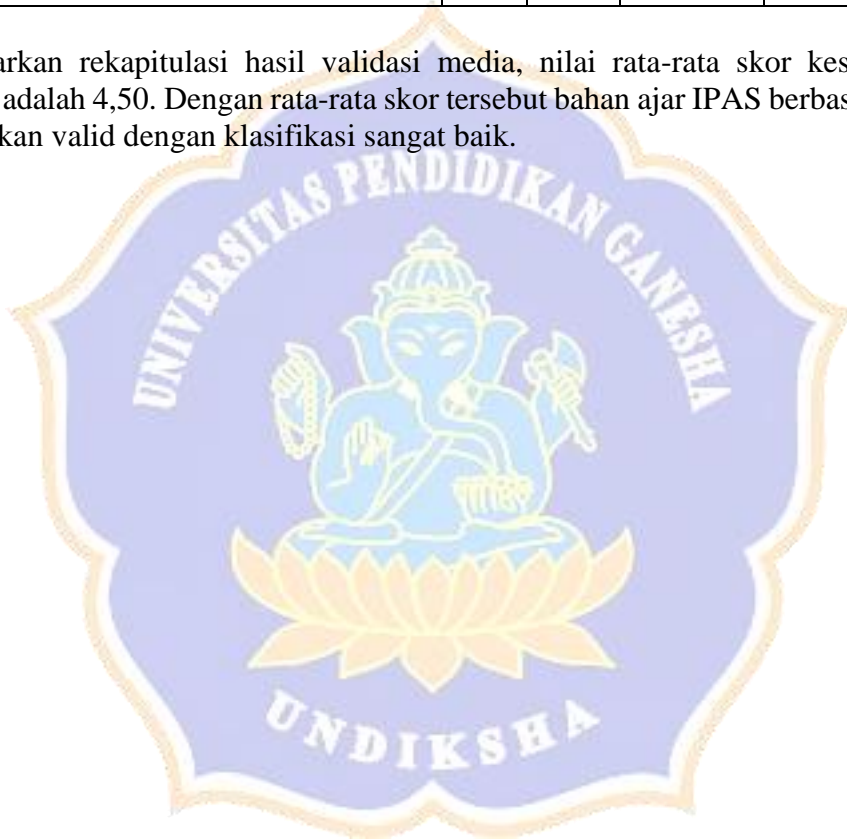 arkan rekapitulasi hasil validasi media, nilai rata-rata skor kes
adalah 4,50. Dengan rata-rata skor tersebut bahan ajar IPAS berbas
kan valid dengan klasifikasi sangat baik.
UNIVERSITAS PENDIDIKAN GANESHA
UNDIKSHA